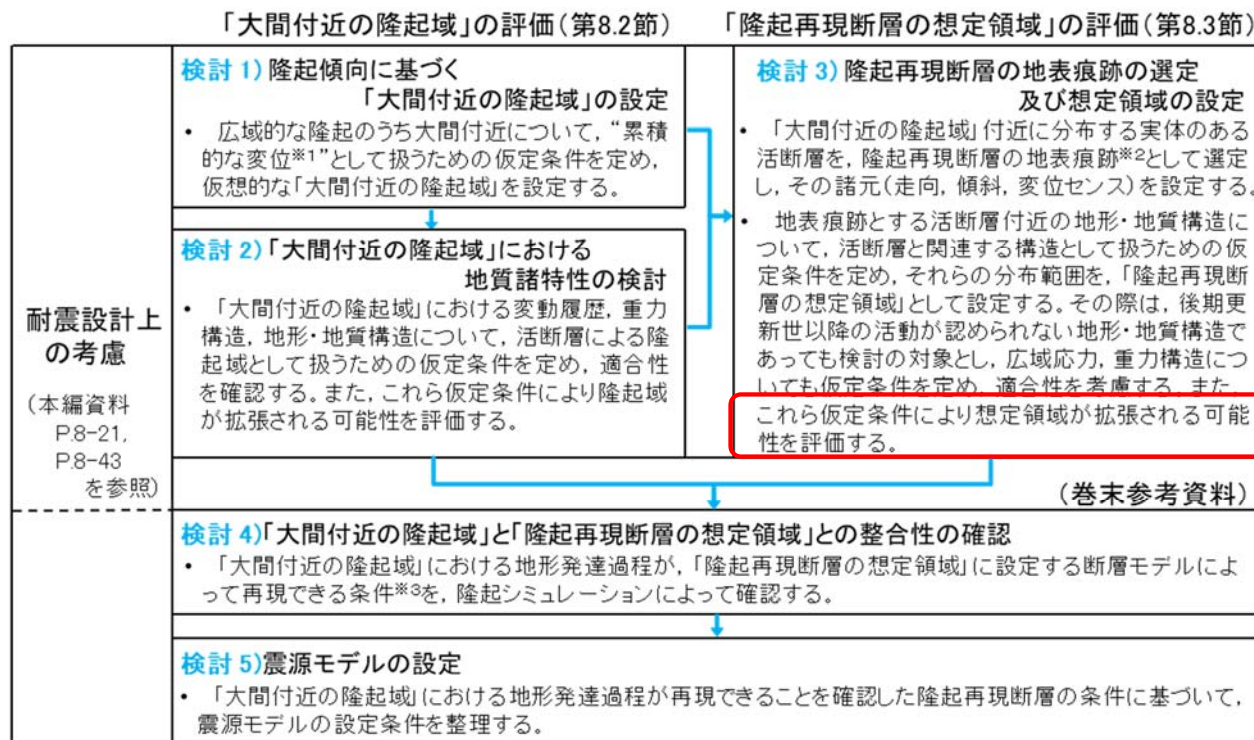 「大間付近の隆起域」の評価(第8.2節)
「隆起再現断層の想定領域」の評価(第8.3節)
耐震設計上
の考慮
(本編資料
P.8-21,
P.8-43
を参照)
検討 1) 隆起傾向に基づく
「大間付近の隆起域」の設定
• 広域的な隆起のうち大間付近について,“累積
的な変位※1”として扱うための仮定条件を定め,
仮想的な「大間付近の隆起域」を設定する。
検討 2)「大間付近の隆起域」における
地質諸特性の検討
• 「大間付近の隆起域」における変動履歴, 重力
構造, 地形・地質構造について, 活断層による隆
起域として扱うための仮定条件を定め, 適合性
を確認する。また, これら仮定条件により隆起域
が拡張される可能性を評価する。
検討 3) 隆起再現断層の地表痕跡の選定
及び想定領域の設定
• 「大間付近の隆起域」付近に分布する実体のある
活断層を, 隆起再現断層の地表痕跡※2として選定
し, その諸元(走向, 傾斜, 変位センス)を設定する。
• 地表痕跡とする活断層付近の地形・地質構造に
ついて, 活断層と関連する構造として扱うための仮
定条件を定め, それらの分布範囲を,「隆起再現断
層の想定領域」として設定する。その際は, 後期更
新世以降の活動が認められない地形・地質構造で
あっても検討の対象とし, 広域応力, 重力構造につ
いても仮定条件を定め, 適合性を考慮する。また,
これら仮定条件により想定領域が拡張される可能
性を評価する。
(巻末参考資料)
検討 4)「大間付近の隆起域」と「隆起再現断層の想定領域」との整合性の確認
• 「大間付近の隆起域」における地形発達過程が,「隆起再現断層の想定領域」に設定する断層モデルによ
って再現できる条件※3を, 隆起シミュレーションによって確認する。
検討 5)震源モデルの設定
• 「大間付近の隆起域」における地形発達過程が再現できることを確認した隆起再現断層の条件に基づいて,
震源モデルの設定条件を整理する。